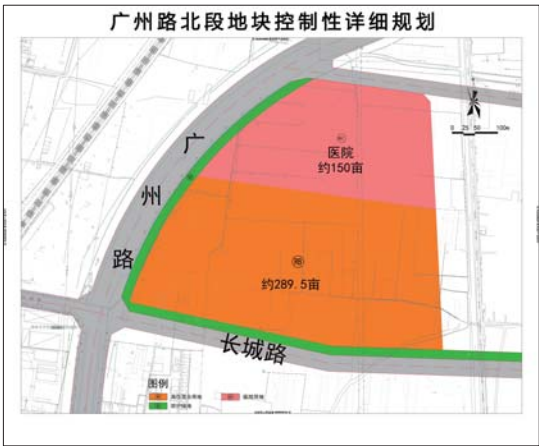 广州路北段地块控制性详细规划
广
州
路
医院
约150亩
约289.5亩
长城路
0 25 50 100m
图例